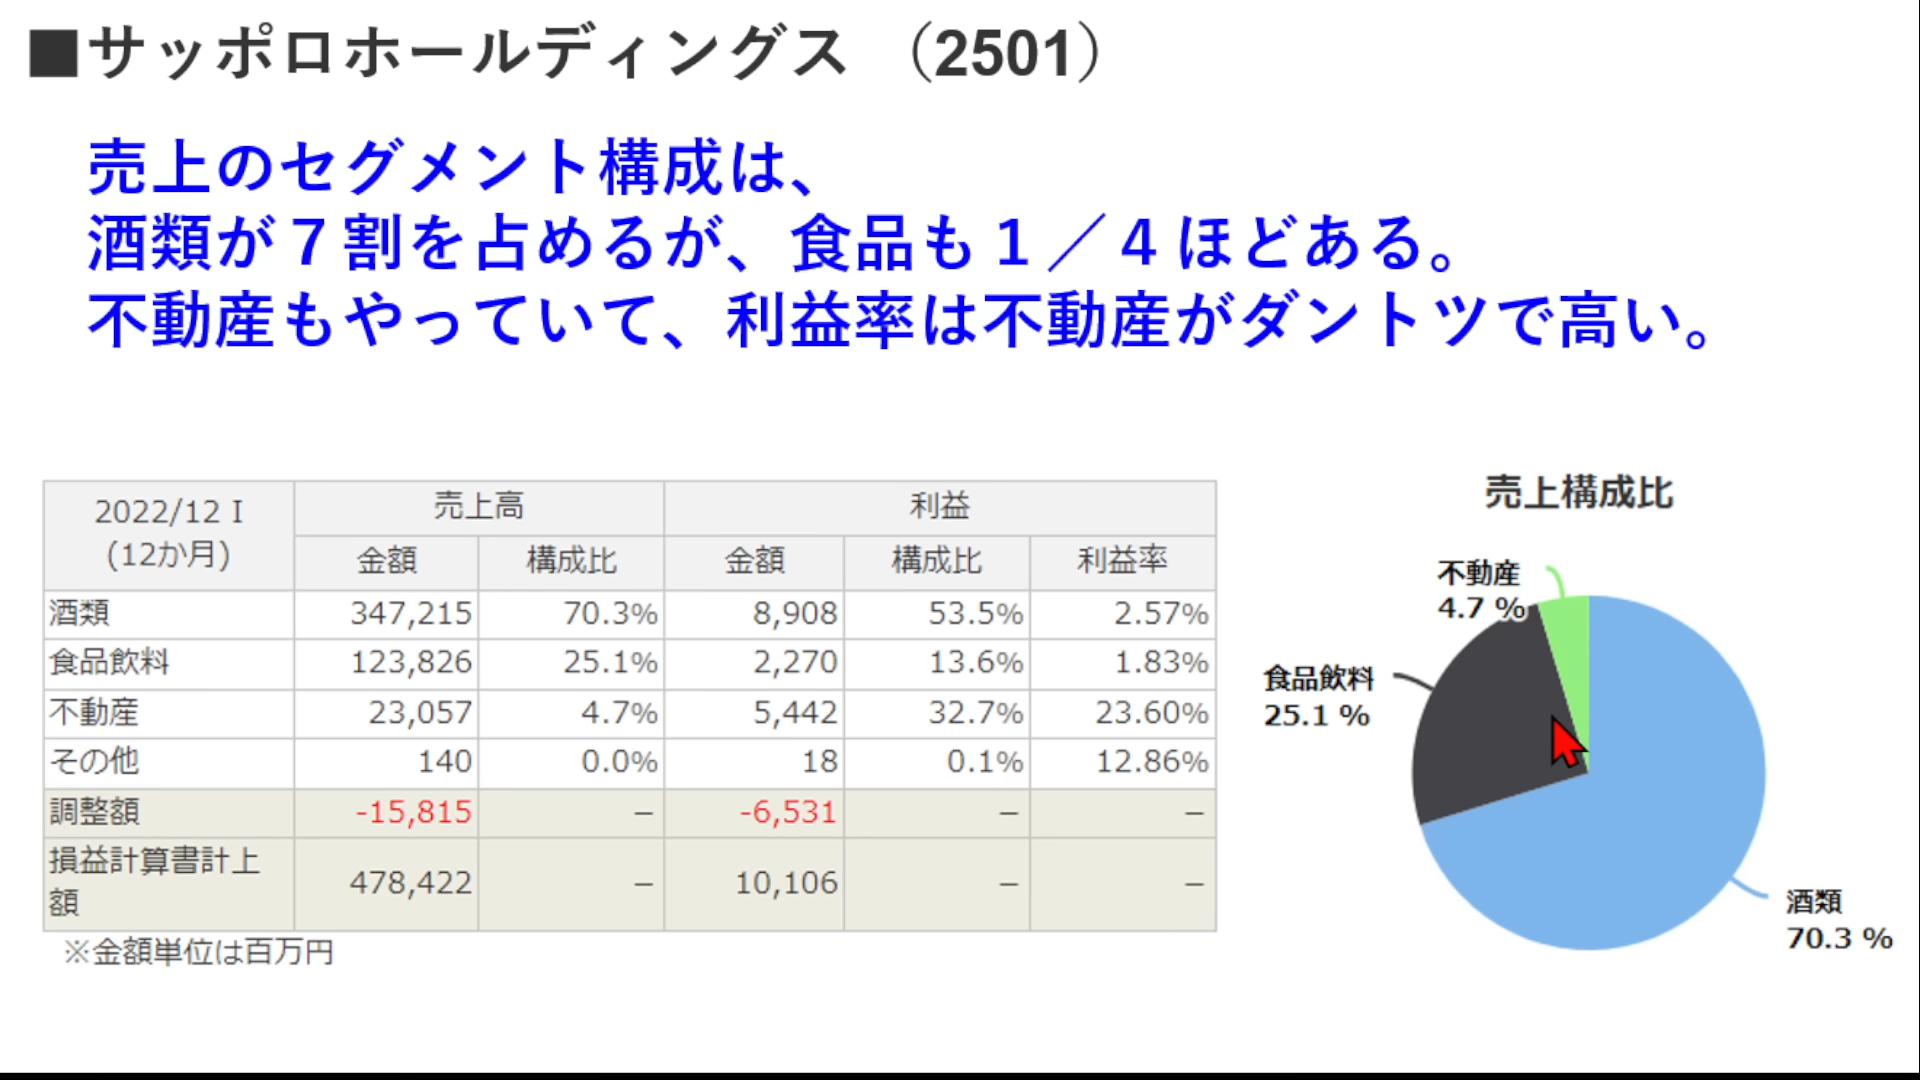 ■サッポロホールディングス （2501）
売上のセグメント構成は、
酒類が７割を占めるが、食品も１／４ほどある。
不動産もやっていて、利益率は不動産がダントツで高い。
2022/12 I
(12か月)
売上高 利益
金額 構成比 金額 構成比 利益率
酒類 347,215 70.3% 8,908 53.5% 2.57%
食品飲料 123,826 25.1% 2,270 13.6% 1.83%
不動産 23,057 4.7% 5,442 32.7% 23.60%
その他 140 0.0% 18 0.1% 12.86%
調整額 -15,815 – -6,531 – –
損益計算書計上
額 478,422 – 10,106 – –
※金額単位は百万円
売上構成比
不動産
4.7 %
食品飲料
25.1 %
酒類
70.3 %